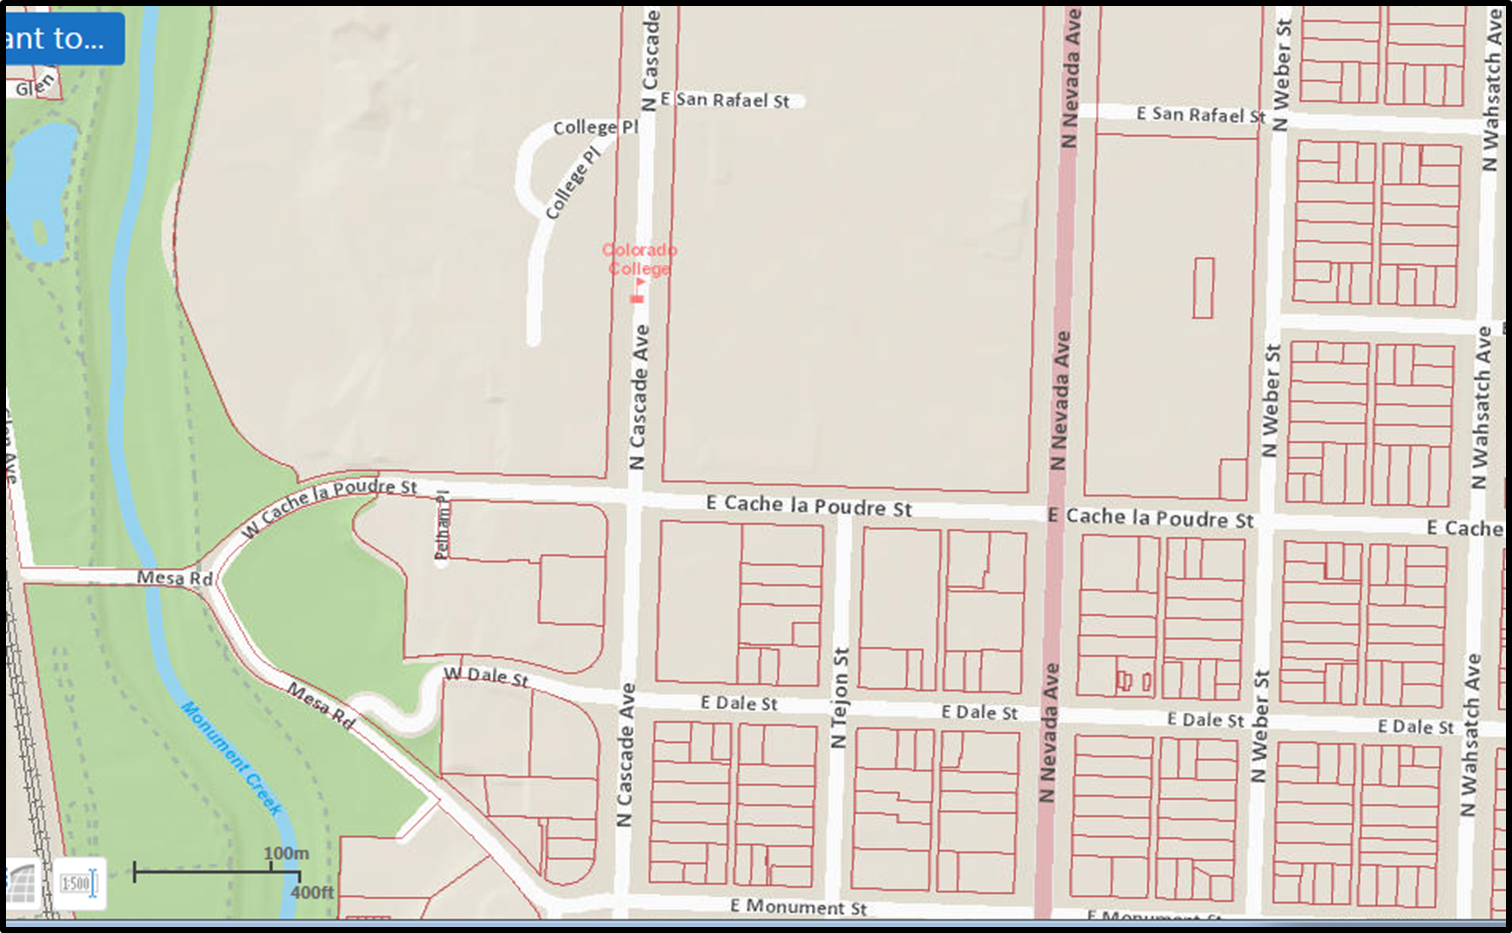 ant to...
Glen
N Cascade
N Nevada Ave
N Weber St
N Wahsatch Ave
E San Rafael St
E San Rafael St
College Pl
College Pl
Colorado
College
N Cascade Ave
N Nevada Ave
N Weber St
N Wahsatch Ave
W Cache la Poudre St
E Cache la Poudre St
E Cache la Poudre St
E Cache
Pelham Pl
Mesa Rd
W Dale St
Mesa Rd
E Dale St
E Dale St
E Dale St
E Dale St
N Cascade Ave
N Tejon St
N Nevada Ave
N Weber St
N Wahsatch Ave
Monument Creek
100m
400ft
1:500
E Monument St
E Monument St